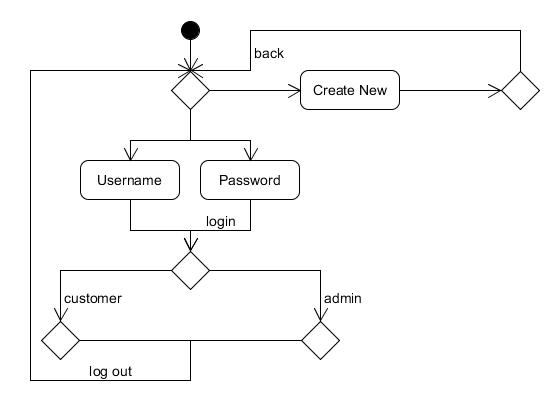 back
Create New
Username
Password
login
customer
admin
log out